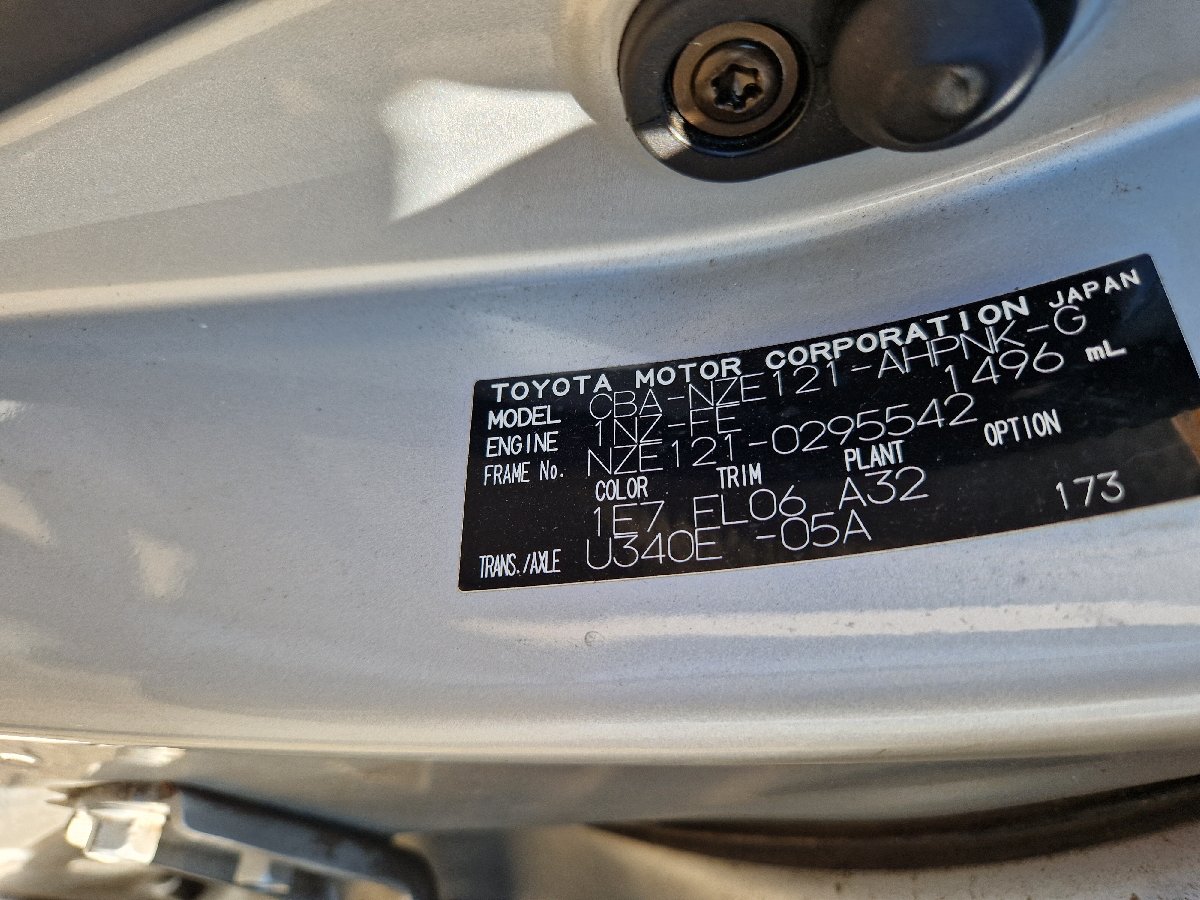 TOYOTA MOTOR CORPORATION JAPAN
MODEL CBA-NZE121-AHPNK-G
ENGINE 1NZ-FE 1496 mL
FRAME No. NZE121-0295542
COLOR TRIM PLANT OPTION
1E7 EL06 A32
TRANS./AXLE U340E -05A 173